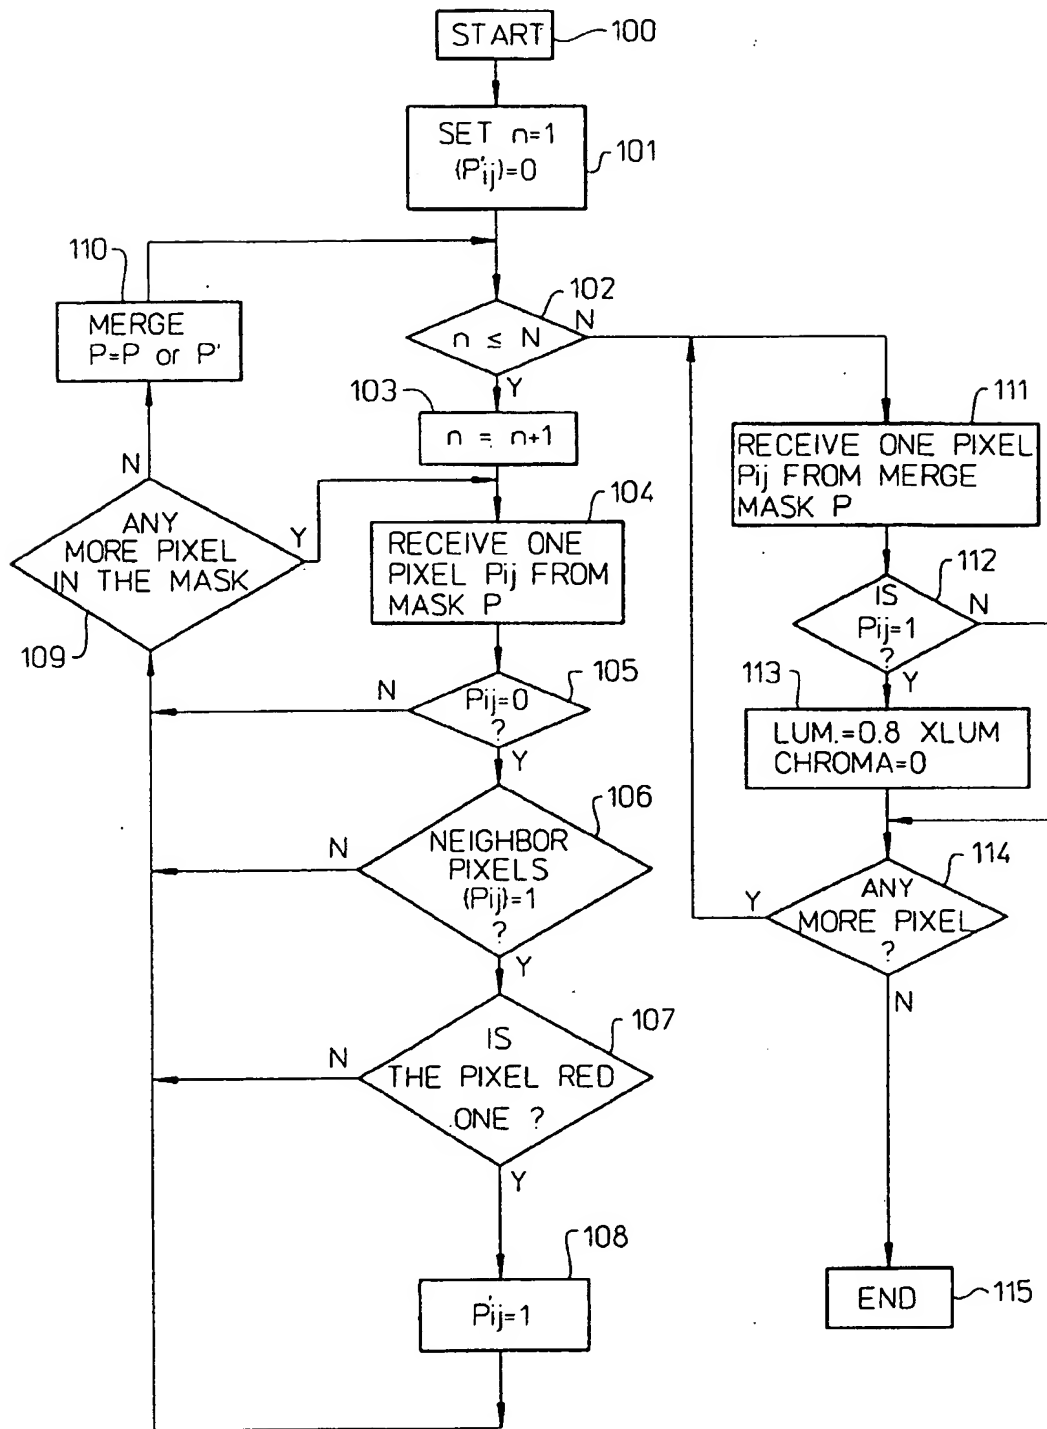 START
100
SET n=1
(P'ij)=0
101
110
MERGE
P=P or P'
102
n ≤ N
N
Y
103
n = n+1
N
ANY
MORE PIXEL
IN THE MASK
Y
109
104
RECEIVE ONE
PIXEL Pij FROM
MASK P
105
Pij=0
?
N
Y
106
NEIGHBOR
PIXELS
(Pij)=1
?
N
Y
107
IS
THE PIXEL RED
ONE ?
N
Y
108
P'ij=1
111
RECEIVE ONE PIXEL
Pij FROM MERGE
MASK P
112
IS
Pij=1
?
N
Y
113
LUM.=0.8 XLUM
CHROMA=0
114
ANY
MORE PIXEL
?
Y
N
END
115